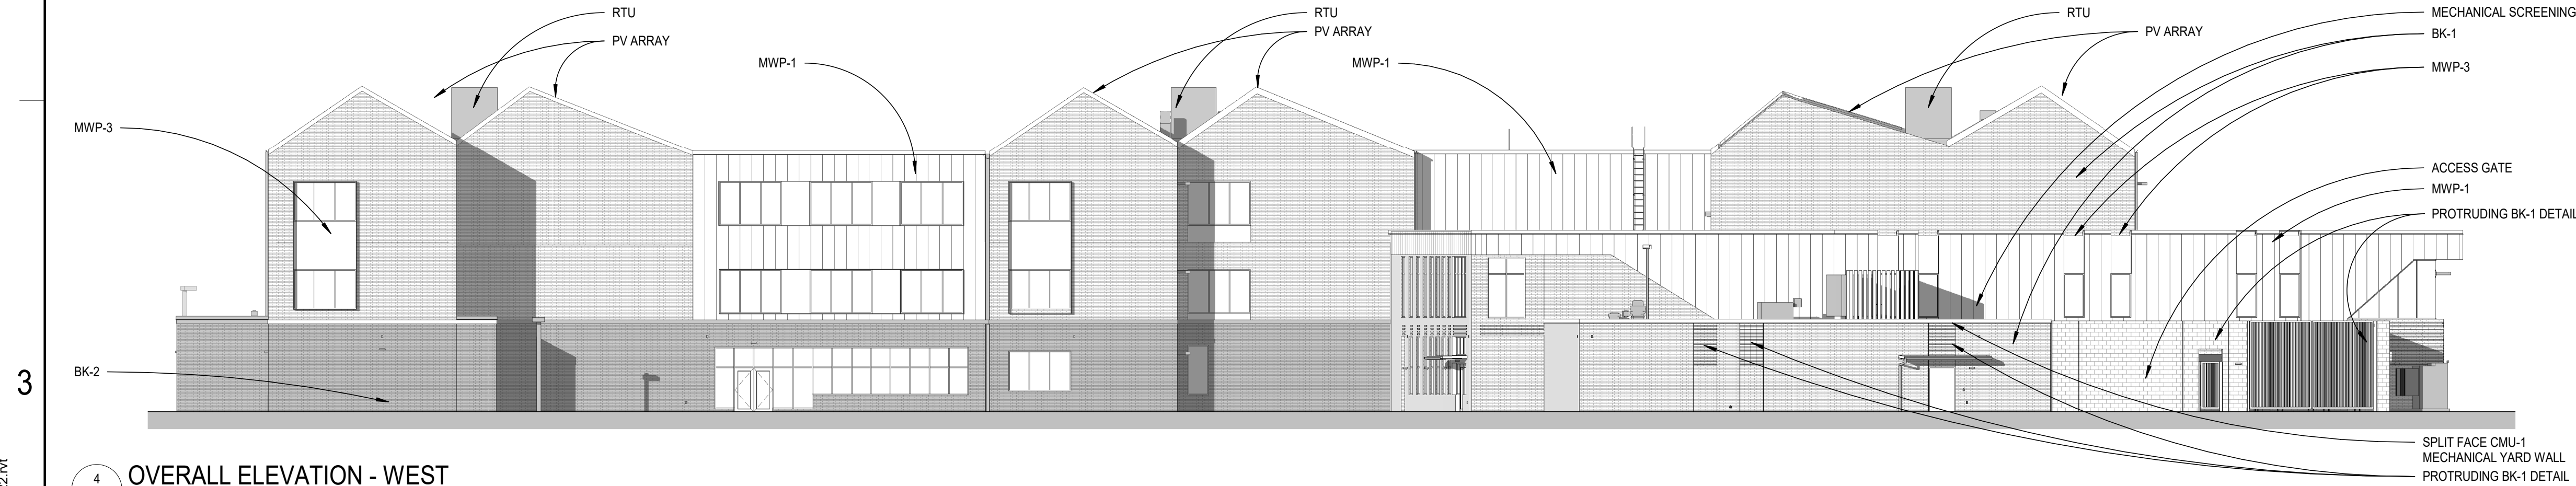 RTU
PV ARRAY
MWP-1
RTU
PV ARRAY
MWP-1
RTU
PV ARRAY
MECHANICAL SCREENING
BK-1
MWP-3
MWP-3
ACCESS GATE
MWP-1
PROTRUDING BK-1 DETAIL
BK-2
3
SPLIT FACE CMU-1
MECHANICAL YARD WALL
PROTRUDING BK-1 DETAIL
4
OVERALL ELEVATION - WEST
2.rvt